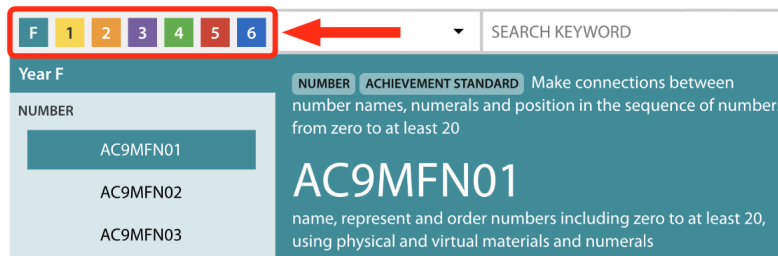 F 1 2 3 4 5 6
SEARCH KEYWORD
Year F
NUMBER
AC9MFN01
AC9MFN02
AC9MFN03
NUMBER ACHIEVEMENT STANDARD Make connections between
number names, numerals and position in the sequence of number
from zero to at least 20
AC9MFN01
name, represent and order numbers including zero to at least 20,
using physical and virtual materials and numerals